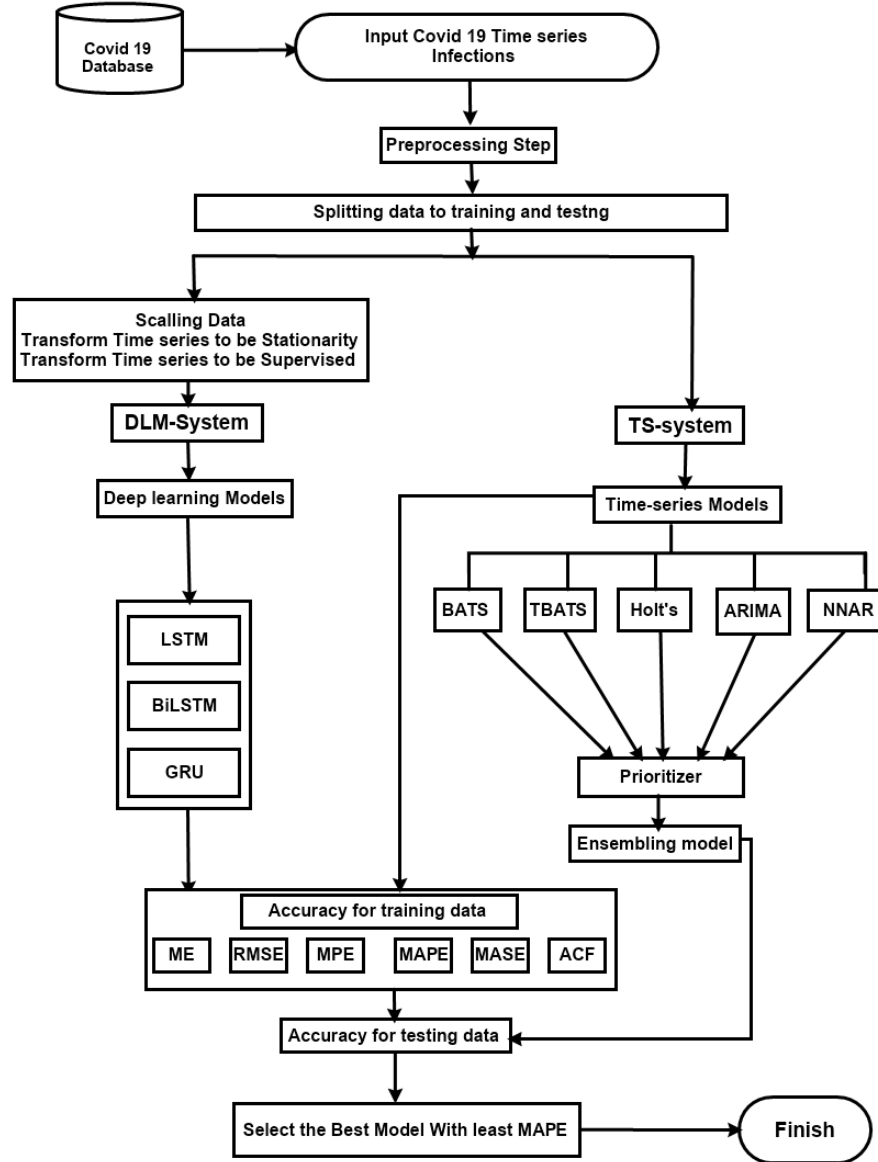 Covid 19
Database
Input Covid 19 Time series
Infections
Preprocessing Step
Splitting data to training and testng
Scalling Data
Transform Time series to be Stationarity
Transform Time series to be Supervised
DLM-System
TS-system
Deep learning Models
Time-series Models
BATS
TBATS
Holt's
ARIMA
NNAR
LSTM
BiLSTM
GRU
Prioritizer
Ensembling model
Accuracy for training data
ME
RMSE
MPE
MAPE
MASE
ACF
Accuracy for testing data
Select the Best Model With least MAPE
Finish